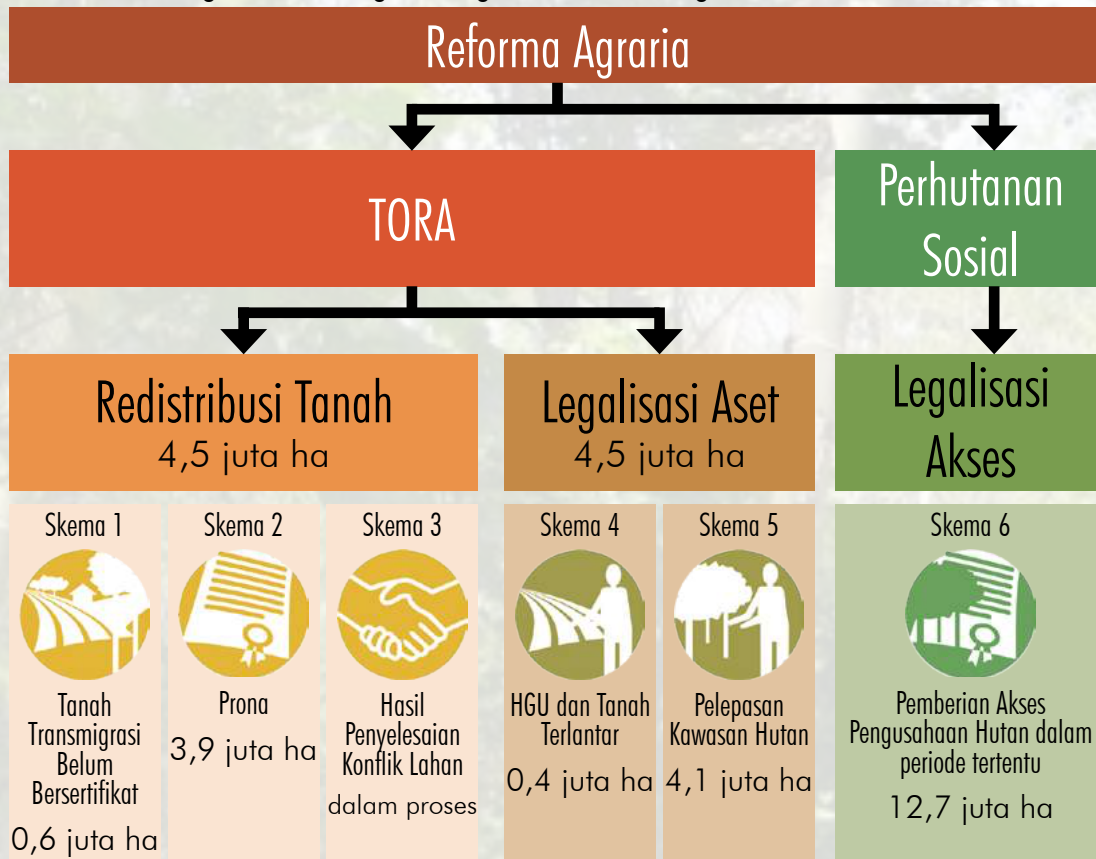 Reforma Agraria
TORA
Perhutanan
Sosial
Redistribusi Tanah
4,5 juta ha
Legalisasi Aset
4,5 juta ha
Legalisasi
Akses
Skema 1
Tanah
Transmigrasi
Belum
Bersertifikat
0,6 juta ha
Skema 2
Prona
3,9 juta ha
Skema 3
Hasil
Penyelesaian
Konflik Lahan
dalam proses
Skema 4
HGU dan Tanah
Terlantar
0,4 juta ha
Skema 5
Pelepasan
Kawasan Hutan
4,1 juta ha
Skema 6
Pemberian Akses
Pengusahaan Hutan dalam
periode tertentu
12,7 juta ha